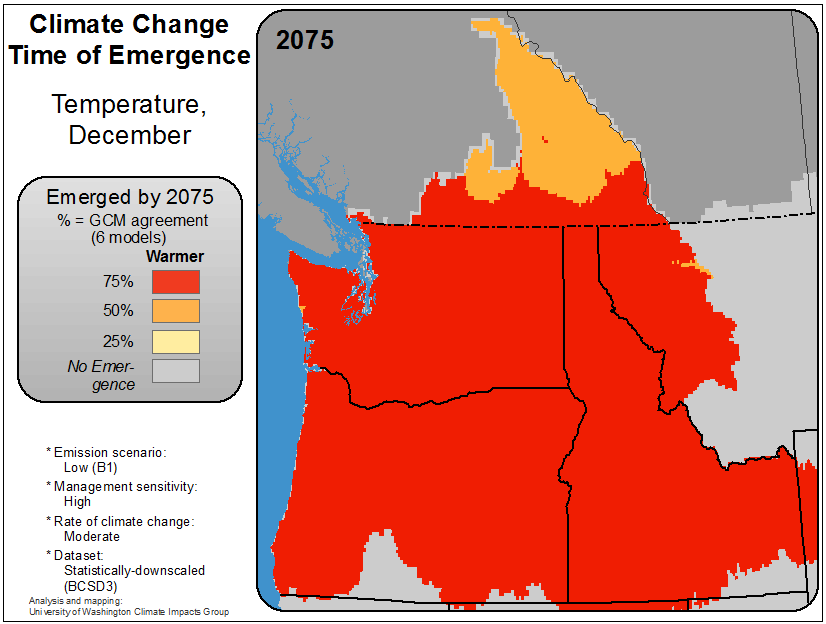 Climate Change
Time of Emergence
Temperature,
December
Emerged by 2075
% = GCM agreement
(6 models)
Warmer
75%
50%
25%
No Emer-
gence
* Emission scenario:
Low (B1)
* Management sensitivity:
High
* Rate of climate change:
Moderate
* Dataset:
Statistically-downscaled
(BCSD3)
Analysis and mapping:
University of Washington Climate Impacts Group
2075